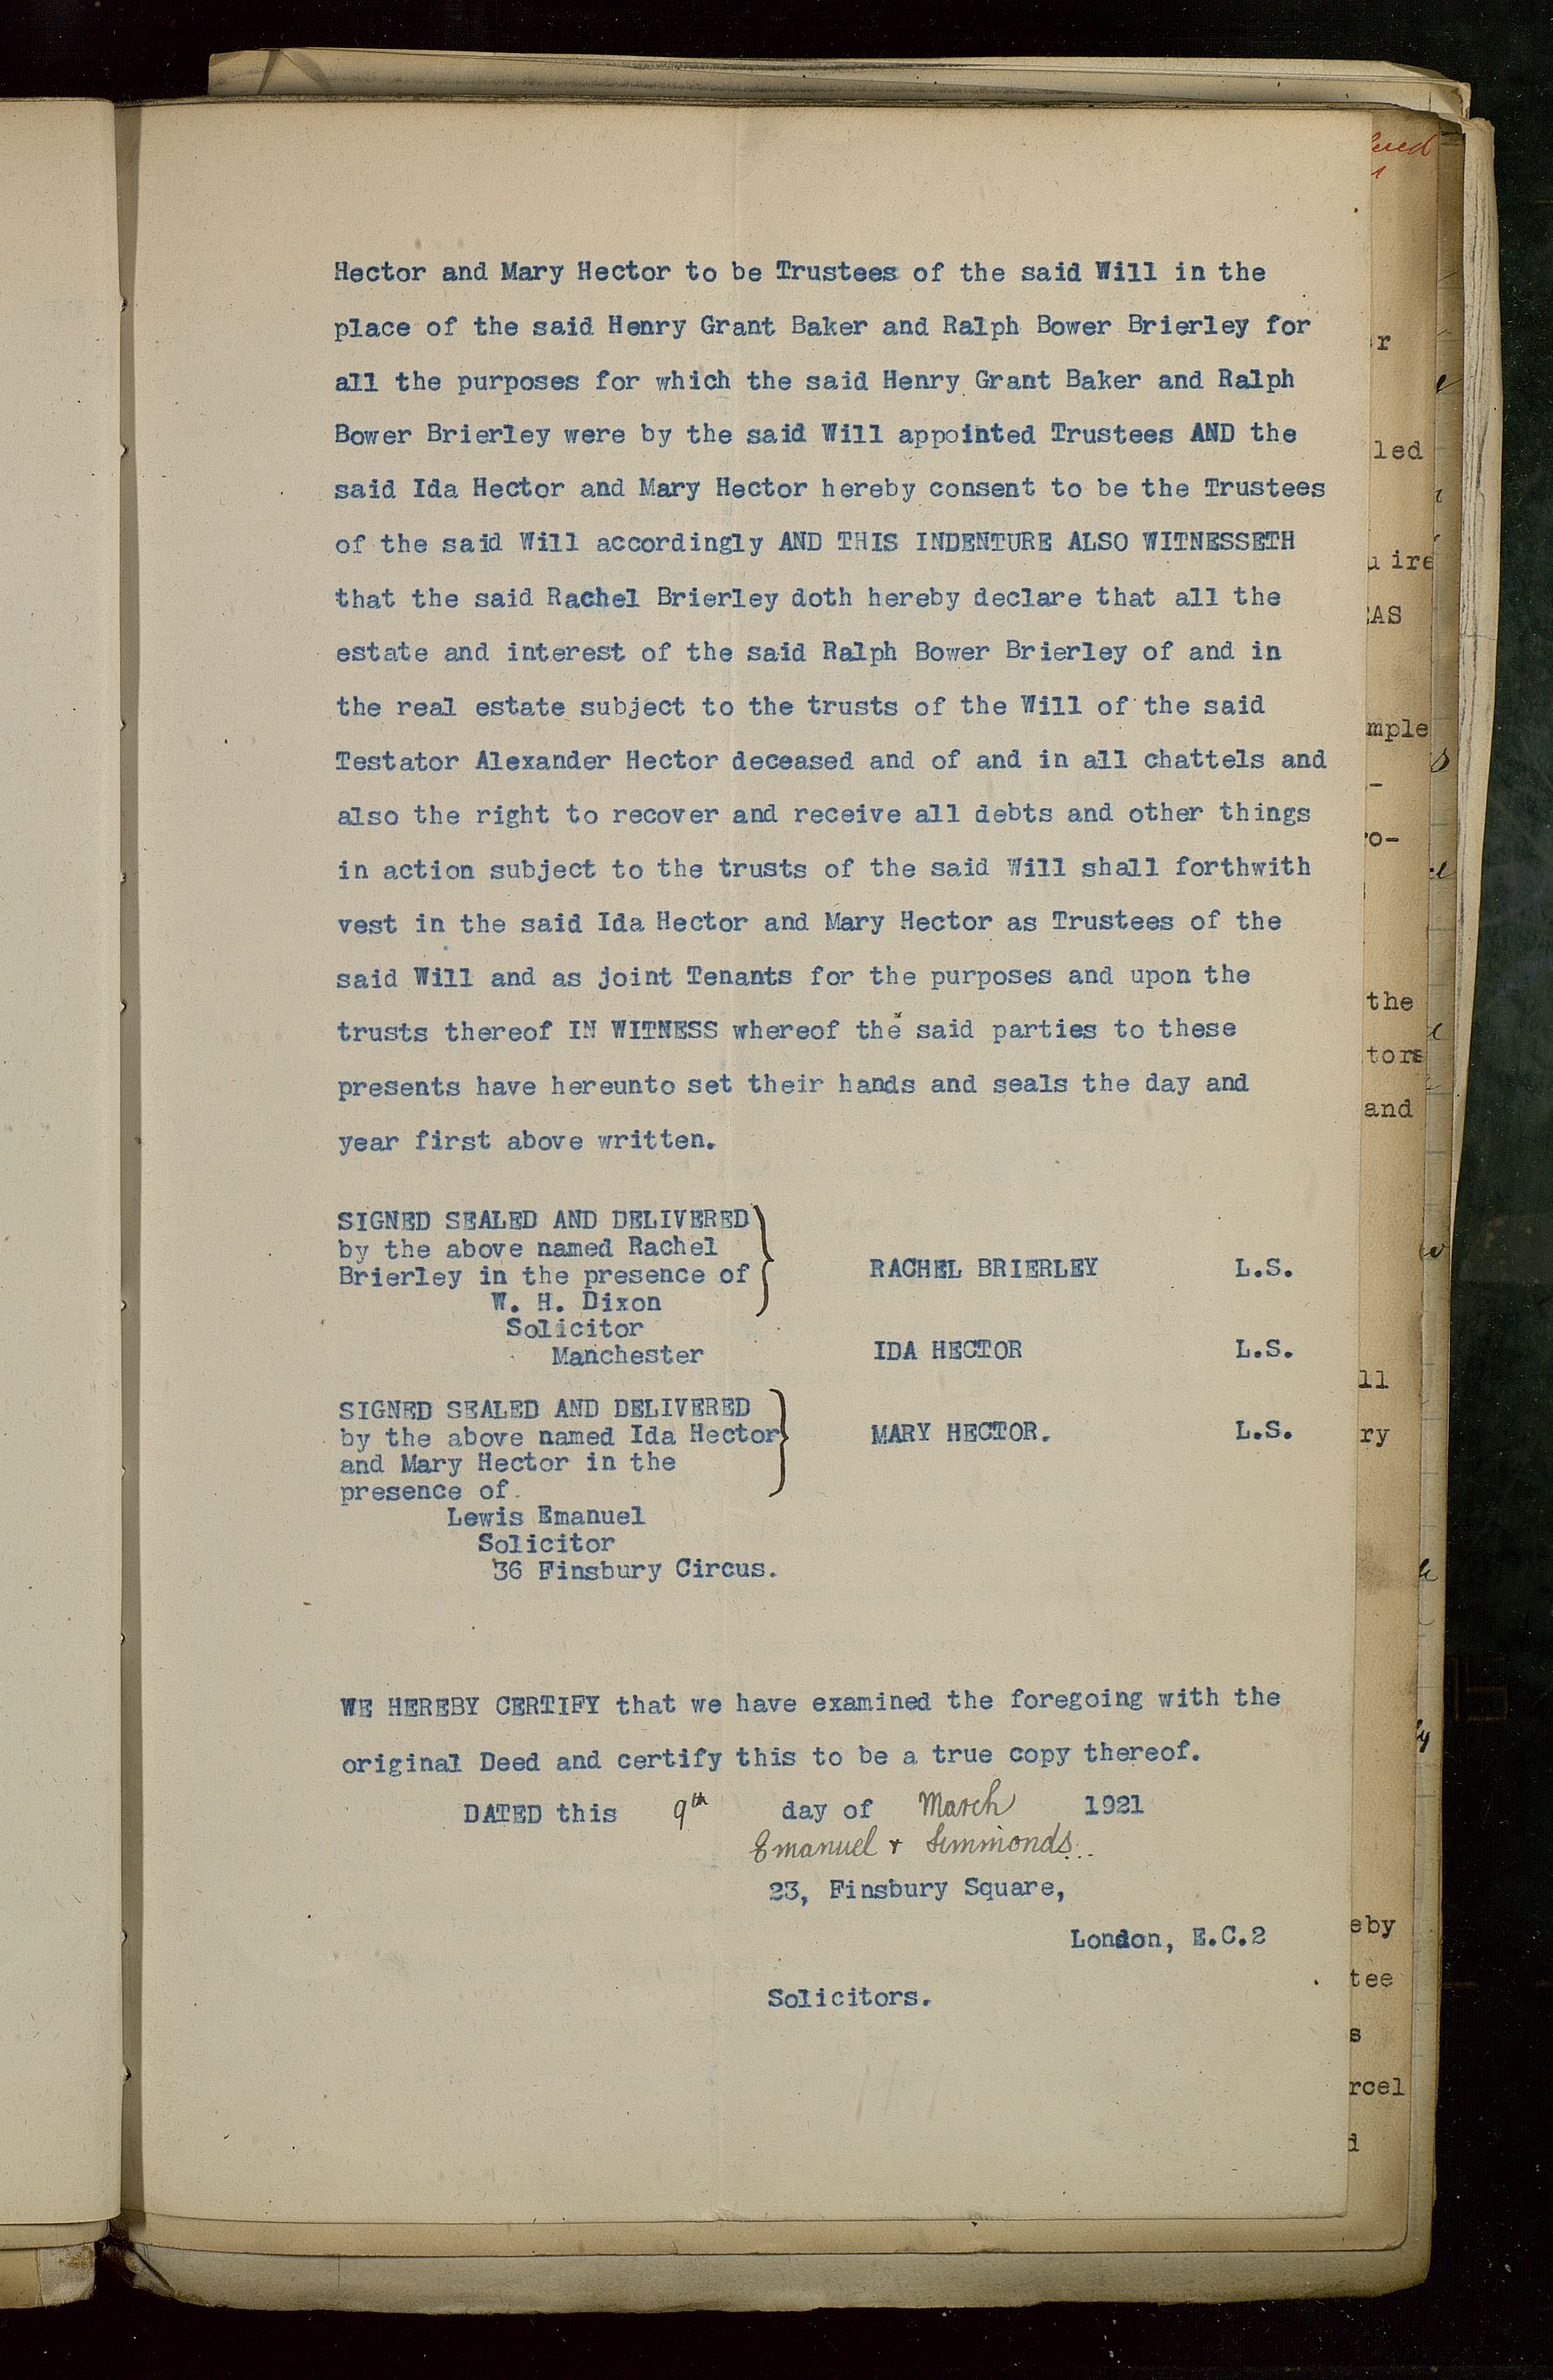 Hector and Mary Hector to be Trustees of the said Will in the
place of the said Henry Grant Baker and Ralph Bower Brierley for
all the purposes for which the said Henry Grant Baker and Ralph
Bower Brierley were by the said Will appointed Trustees AND the
said Ida Hector and Mary Hector hereby consent to be the Trustees
of the said Will accordingly AND THIS INDENTURE ALSO WITNESSETH
that the said Rachel Brierley doth hereby declare that all the
estate and interest of the said Ralph Bower Brierley of and in
the real estate subject to the trusts of the Will of the said
Testator Alexander Hector deceased and of and in all chattels and
also the right to recover and receive all debts and other things
in action subject to the trusts of the said Will shall forthwith
vest in the said Ida Hector and Mary Hector as Trustees of the
said Will and as joint Tenants for the purposes and upon the
trusts thereof IN WITNESS whereof the said parties to these
presents have hereunto set their hands and seals the day and
year first above written.
SIGNED SEALED AND DELIVERED
by the above named Rachel
Brierley in the presence of
W. H. Dixon
Solicitor
Manchester
RACHEL BRIERLEY L.S.
IDA HECTOR L.S.
SIGNED SEALED AND DELIVERED
by the above named Ida Hector
and Mary Hector in the
presence of
Lewis Emanuel
Solicitor
36 Finsbury Circus.
MARY HECTOR. L.S.
WE HEREBY CERTIFY that we have examined the foregoing with the
original Deed and certify this to be a true copy thereof.
DATED this 9th day of March 1921
Emanuel & Simmonds
23, Finsbury Square,
London, E.C.2
Solicitors.
led
AS
mple
the
tors
and
ll
ry
eby
tee
s
rcel
d